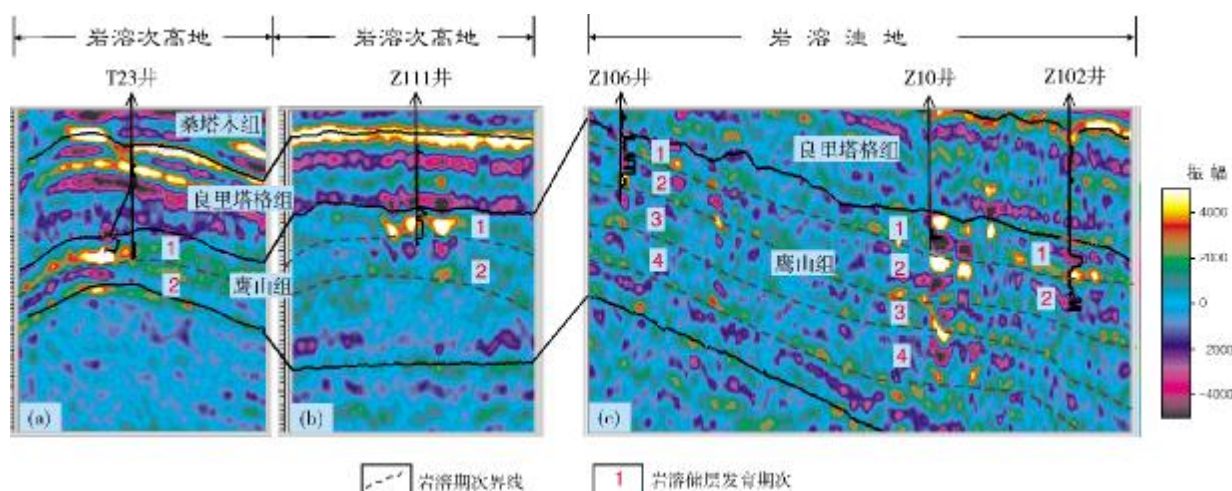 岩溶次高地
岩溶次高地
岩溶洼地
T23井
Z111井
Z106井
Z10井
Z102井
桑塔木组
良甲塔格组
鹰山组
1
2
1
2
良甲塔格组
鹰山组
1
2
3
4
1
2
3
4
1
2
(a)
(b)
(c)
振幅
4000
2000
0
2000
-4000
岩溶期次界线
1
岩溶储层发育期次